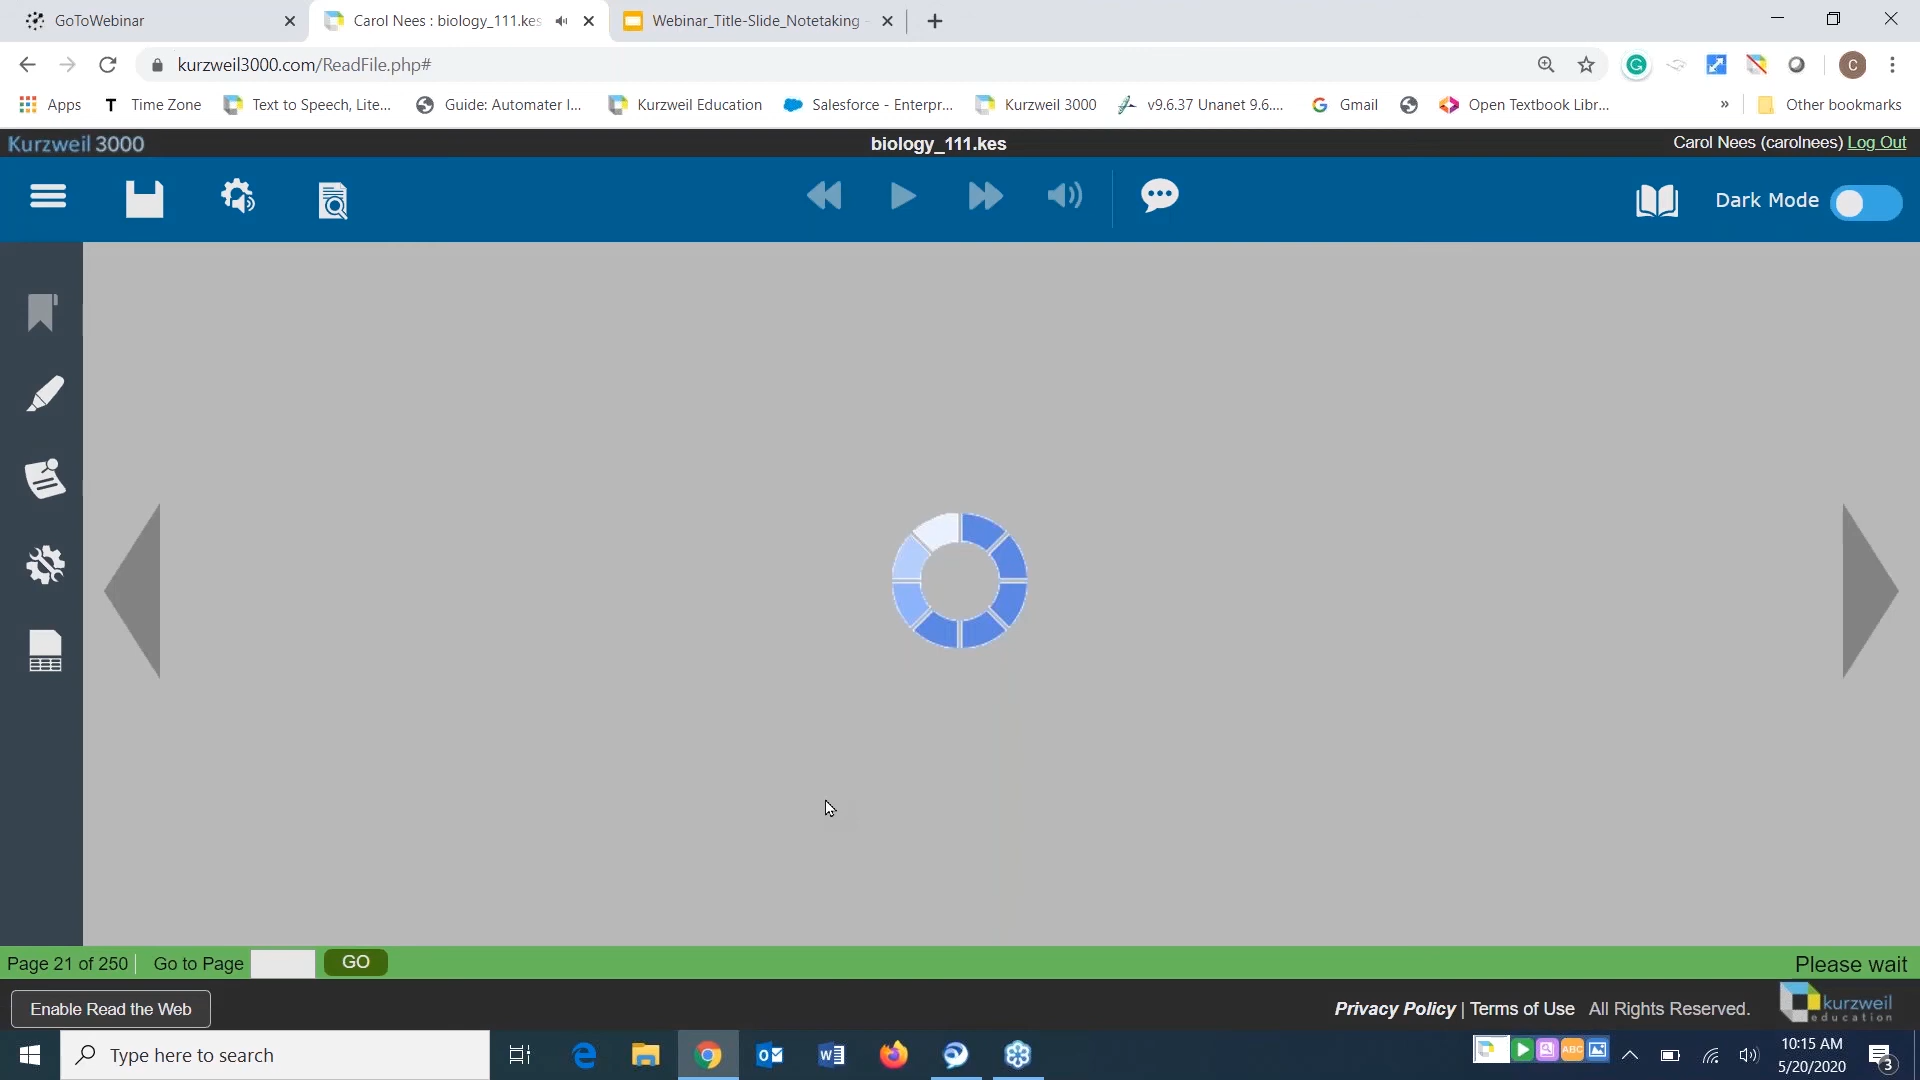 GoToWebinar
Carol Nees : biology_111.kes
Webinar_Title-Slide_Notetaking
kurzweil3000.com/ReadFile.php#
C
Apps
T Time Zone
Text to Speech, Lite...
Guide: Automater I...
Kurzweil Education
Salesforce - Enterpr...
Kurzweil 3000
v9.6.37 Unanet 9.6....
Gmail
Open Textbook Libr...
»
Other bookmarks
Kurzweil 3000
biology_111.kes
Carol Nees (carolnees) Log Out
Dark Mode
Page 21 of 250
Go to Page
GO
Please wait
Enable Read the Web
Privacy Policy | Terms of Use All Rights Reserved.
kurzweil
education
Type here to search
ABC
10:15 AM
5/20/2020
3